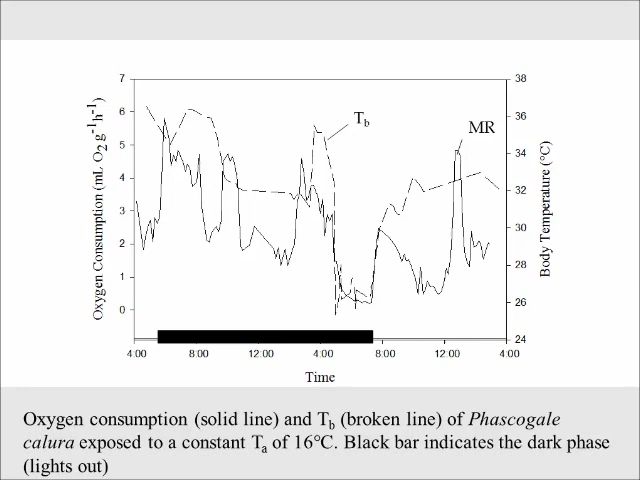 7
6
5
4
3
2
1
0
Oxygen Consumption (mL O₂ g⁻¹ h⁻¹)
38
36
34
32
30
28
26
24
Body Temperature (°C)
T_b
MR
4:00 8:00 12:00 4:00 8:00 12:00 4:00
Time
Oxygen consumption (solid line) and T_b (broken line) of Phascogale
calura exposed to a constant T_a of 16°C. Black bar indicates the dark phase
(lights out)